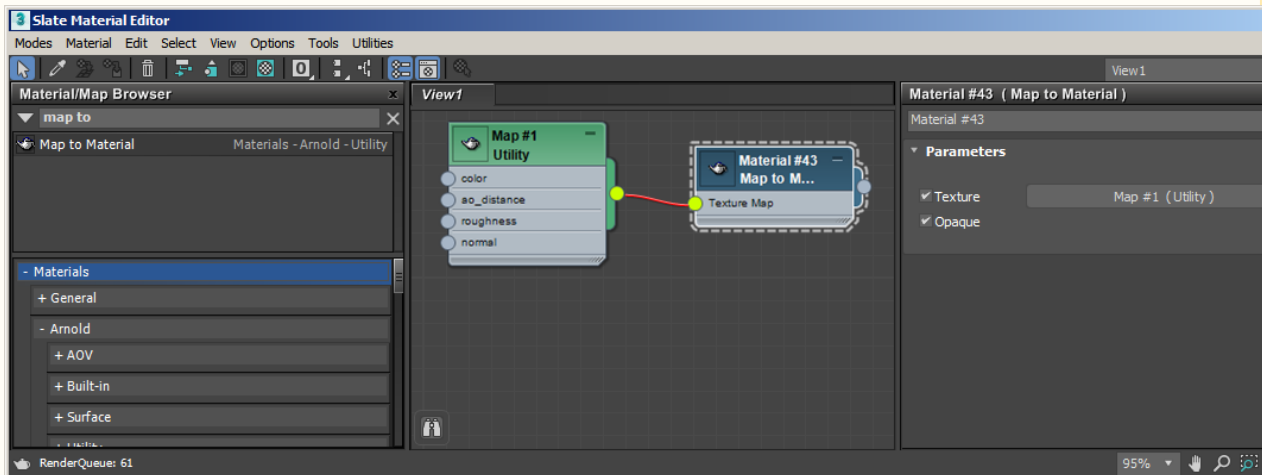 3 Slate Material Editor
Modes Material Edit Select View Options Tools Utilities
0
View1
Material/Map Browser x
map to
Map to Material Materials - Arnold - Utility
- Materials
+ General
- Arnold
+ AOV
+ Built-in
+ Surface
View1
Map #1
Utility
color
ao_distance
roughness
normal
Material #43
Map to M...
Texture Map
Material #43 ( Map to Material )
Material #43
Parameters
Texture Map #1 ( Utility )
Opaque
RenderQueue: 61
95%